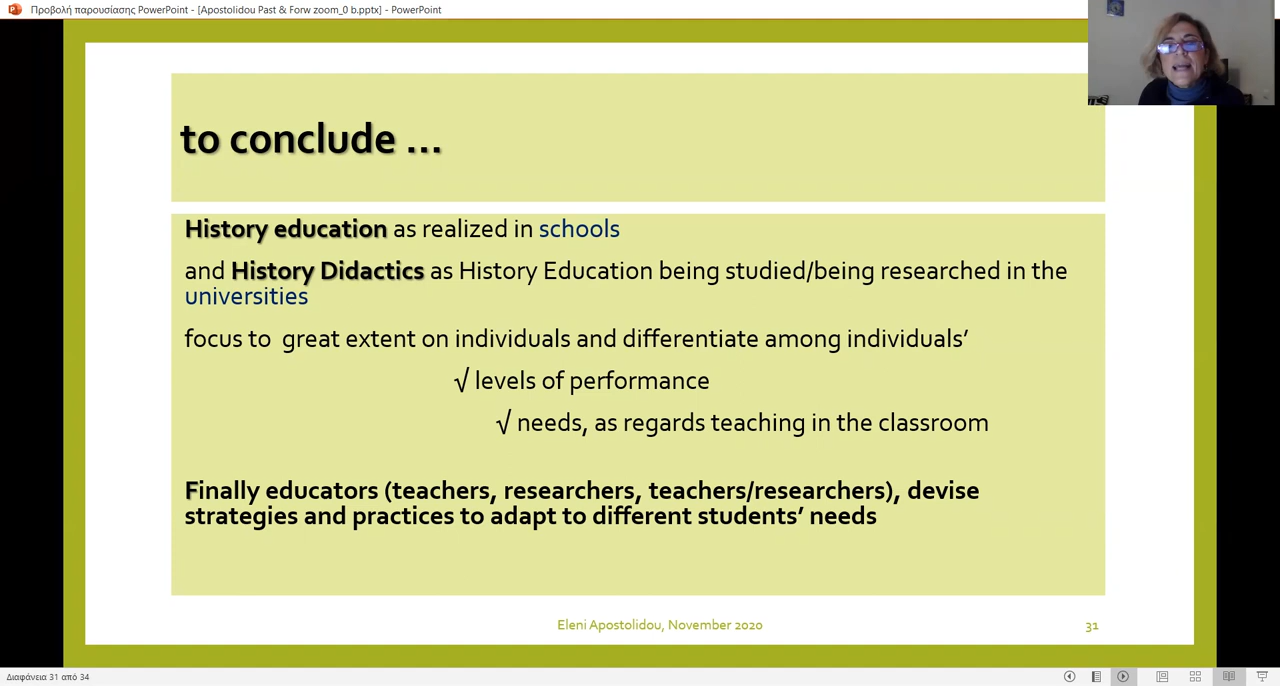 Προβολή παρουσίασης PowerPoint - [Apostolidou Past & Forw zoom_0 b.pptx] - PowerPoint
to conclude ...
History education as realized in schools
and History Didactics as History Education being studied/being researched in the
universities
focus to  great extent on individuals and differentiate among individuals’
√ levels of performance
√ needs, as regards teaching in the classroom
Finally educators (teachers, researchers, teachers/researchers), devise
strategies and practices to adapt to different students’ needs
Eleni Apostolidou, November 2020
31
Διαφάνεια 31 από 34